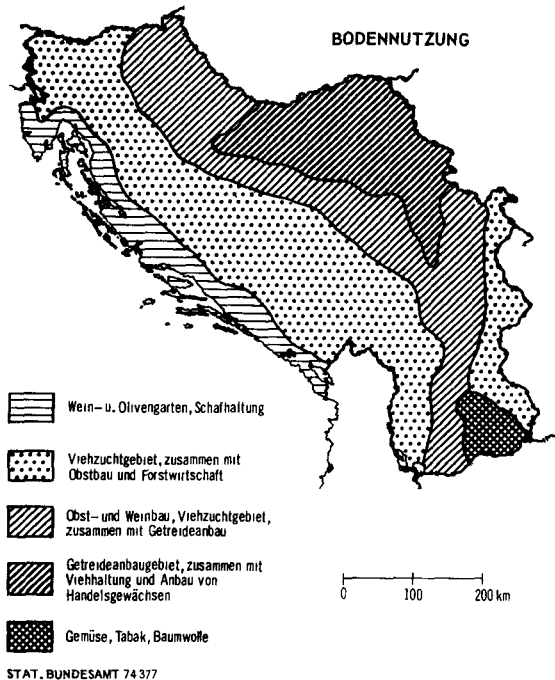 BODENNUTZUNG
Wein- u. Olivengarten, Schafhaltung
Viehzuchtgebiet, zusammen mit
Obstbau und Forstwirtschaft
Obst- und Weinbau, Viehzuchtgebiet,
zusammen mit Getreideanbau
Getreideanbaugebiet, zusammen mit
Viehhaltung und Anbau von
Handelsgewächsen
Gemüse, Tabak, Baumwolle
0 100 200 km
STAT. BUNDESAMT 74 377